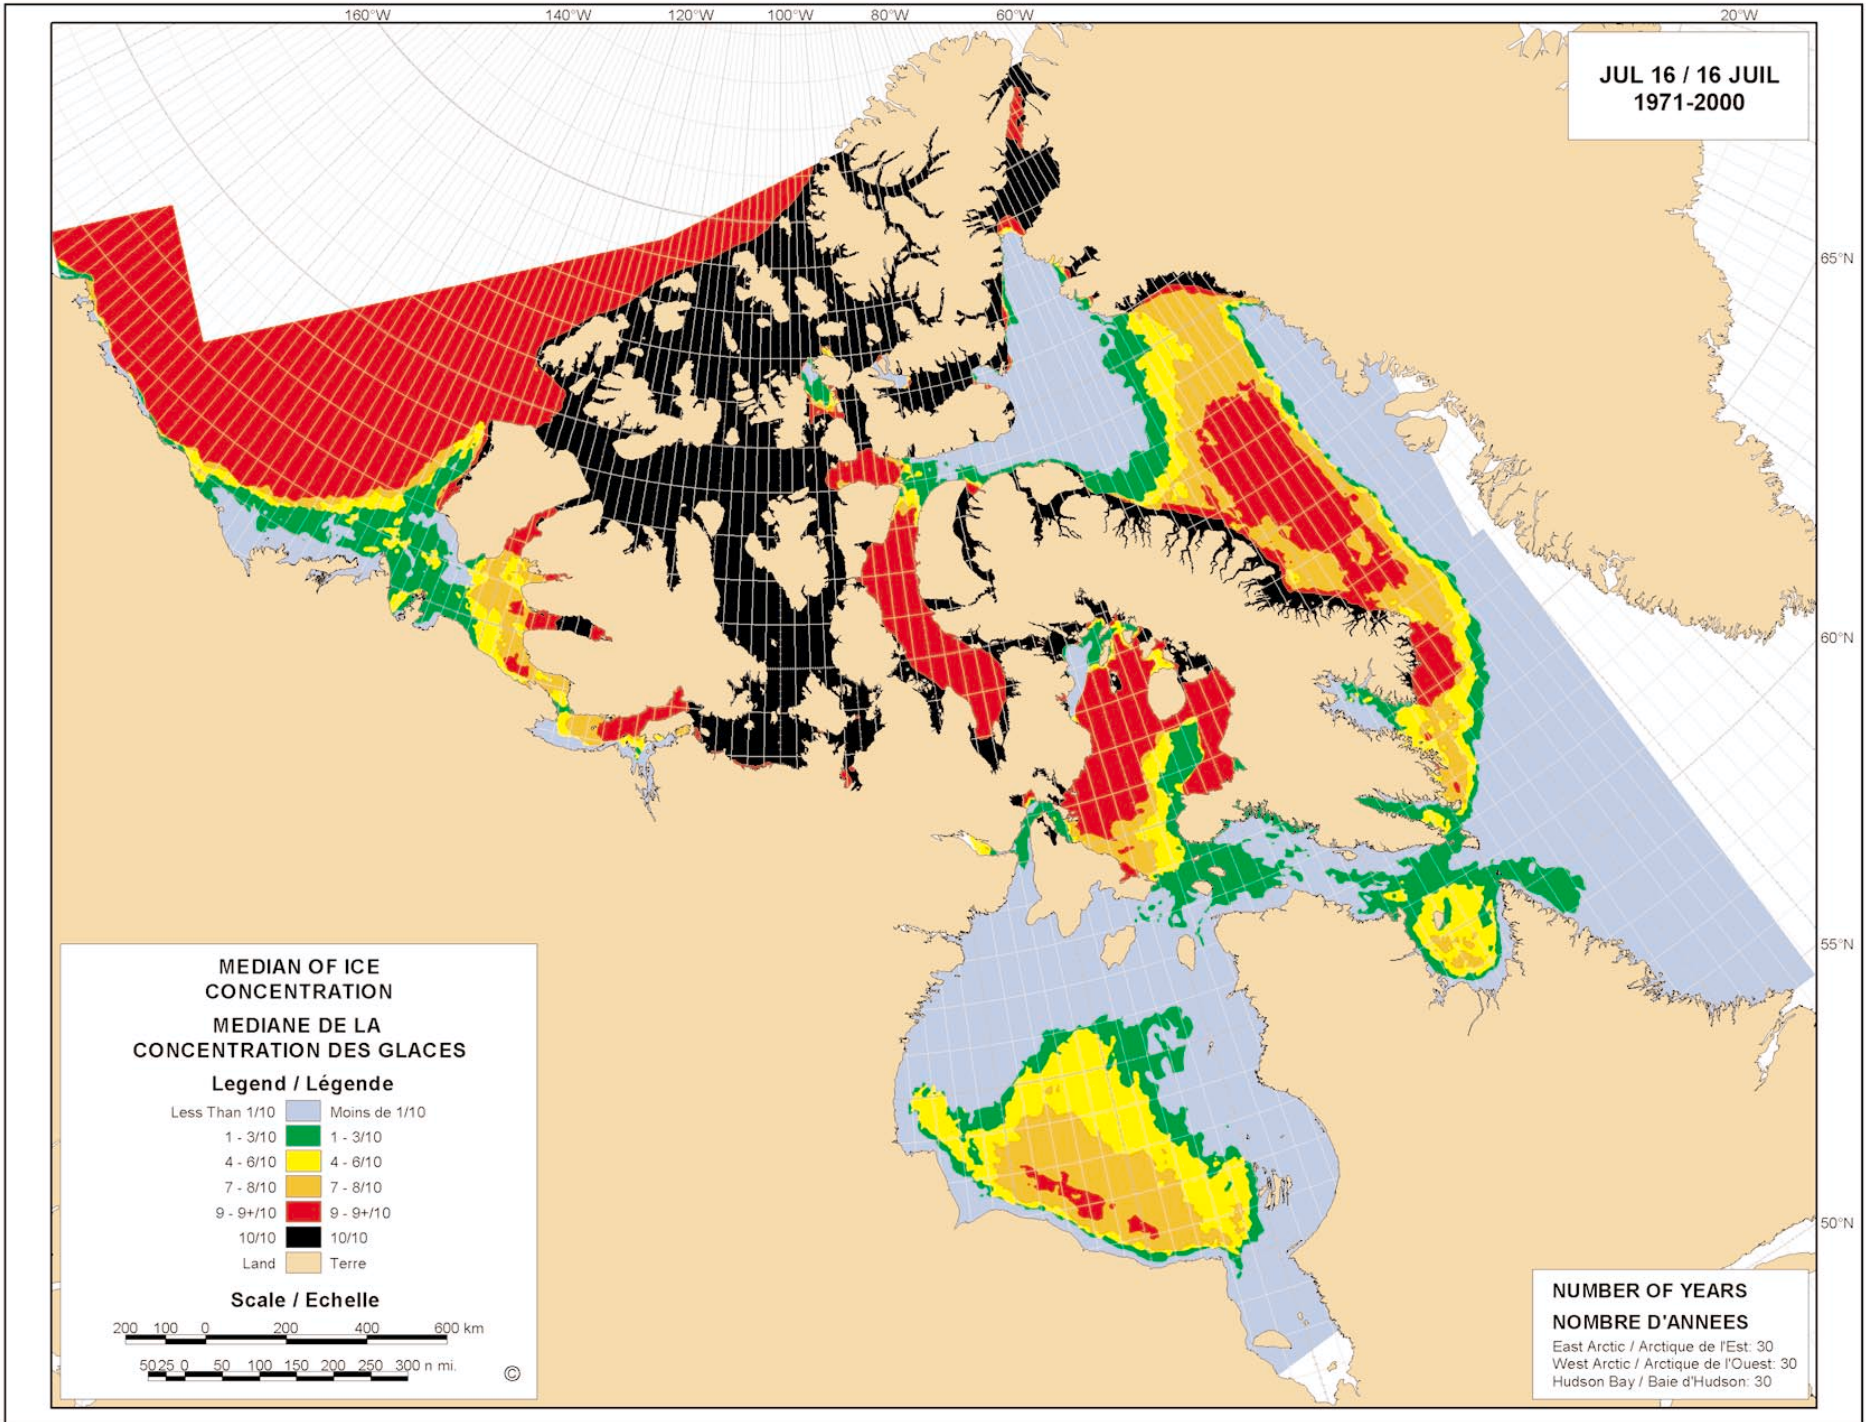 160°W 140°W 120°W 100°W 80°W 60°W 20°W
JUL 16 / 16 JUIL
1971-2000
65°N
60°N
55°N
50°N
MEDIAN OF ICE
CONCENTRATION
MEDIANE DE LA
CONCENTRATION DES GLACES
Legend / Légende
Less Than 1/10 Moins de 1/10
1 - 3/10 1 - 3/10
4 - 6/10 4 - 6/10
7 - 8/10 7 - 8/10
9 - 9+/10 9 - 9+/10
10/10 10/10
Land Terre
Scale / Echelle
200 100 0 200 400 600 km
50 25 0 50 100 150 200 250 300 n mi.
©
NUMBER OF YEARS
NOMBRE D'ANNEES
East Arctic / Arctique de l'Est: 30
West Arctic / Arctique de l'Ouest: 30
Hudson Bay / Baie d'Hudson: 30